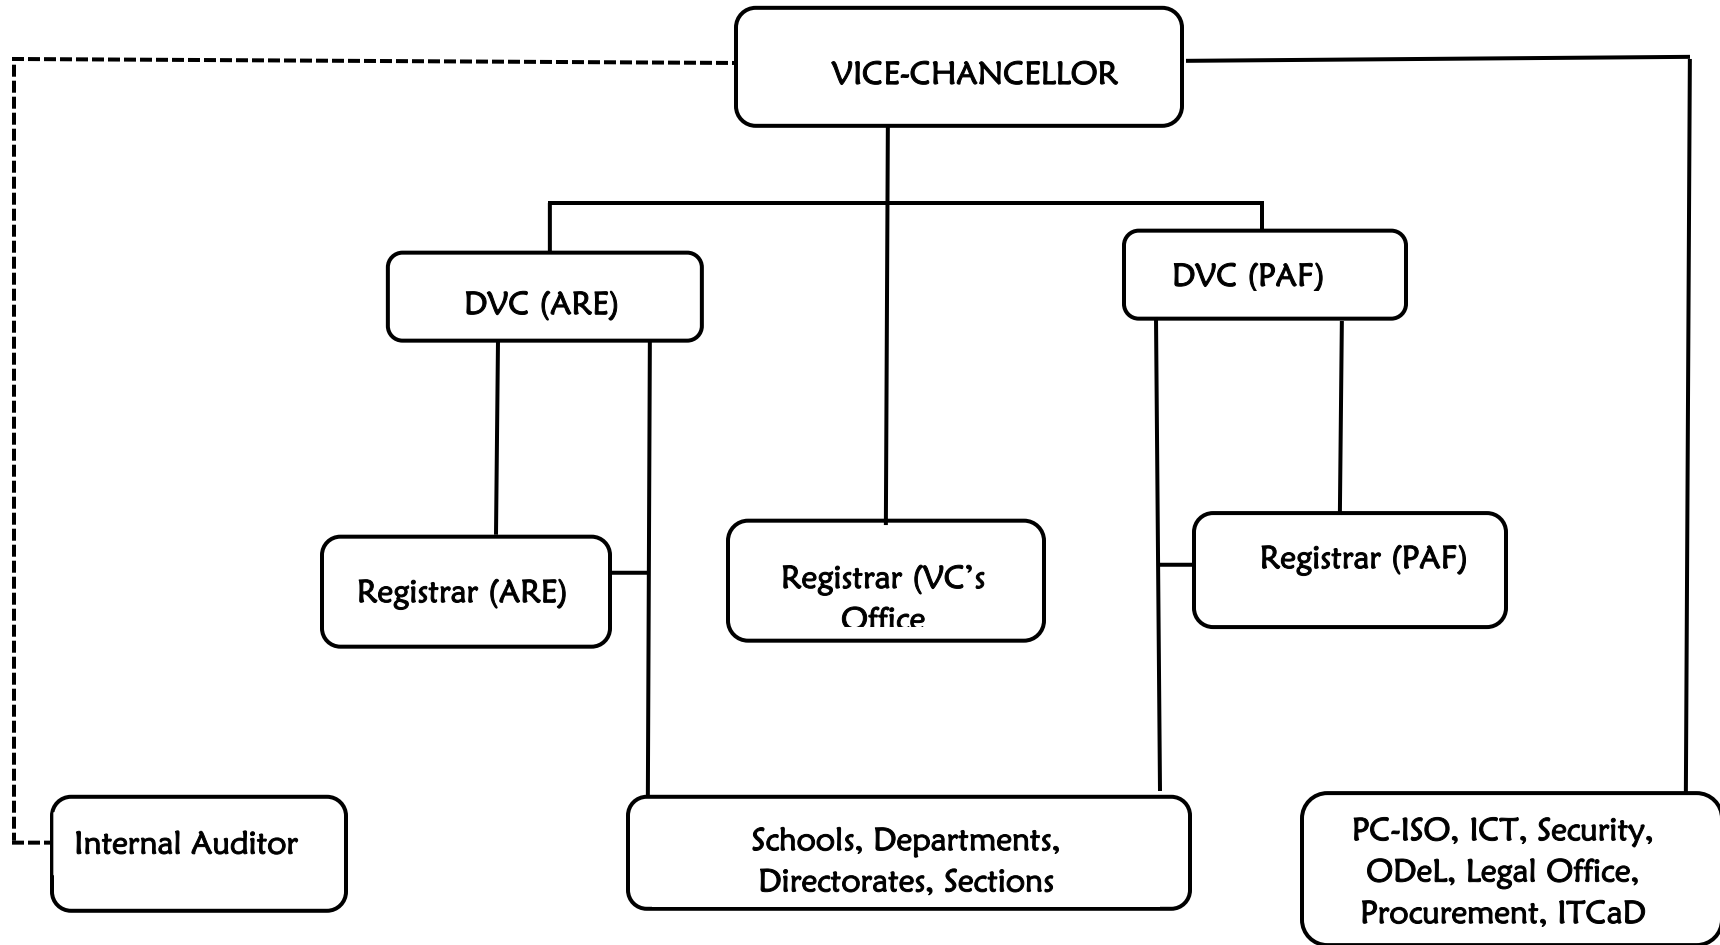 VICE-CHANCELLOR
DVC (ARE)
DVC (PAF)
Registrar (ARE)
Registrar (VC's
Office
Registrar (PAF)
Internal Auditor
Schools, Departments,
Directorates, Sections
PC-ISO, ICT, Security,
ODeL, Legal Office,
Procurement, ITCaD